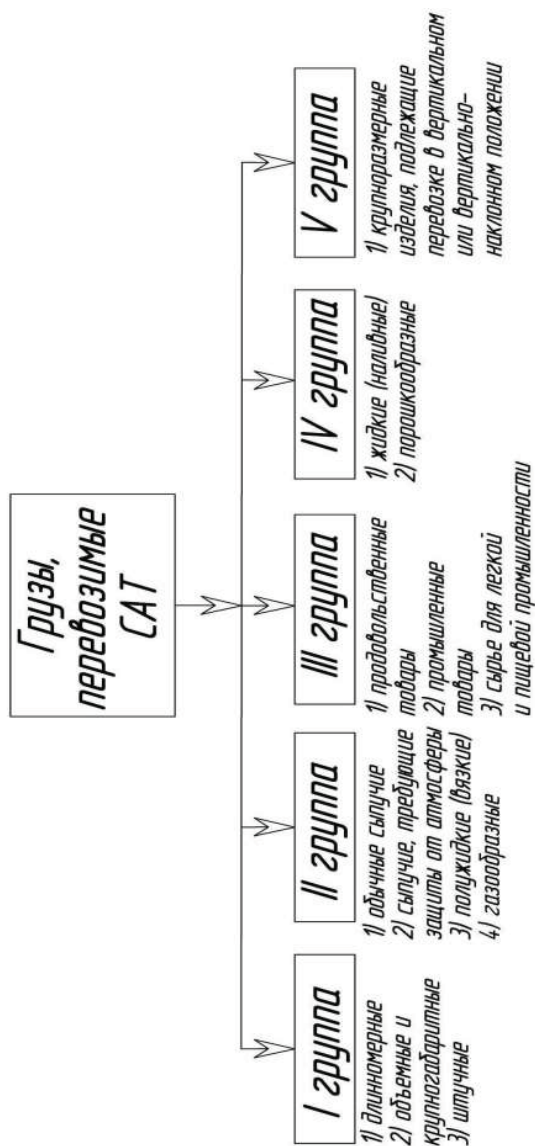 Грузы,
перевозимые
САТ
I группа
1) длинномерные
2) объемные и
крупногабаритные
3) штучные
II группа
1) обычные сыпучие
2) сыпучие, требующие
защиты от атмосферы
3) полужидкие (вязкие)
4) газообразные
III группа
1) продовольственные
товары
2) промышленные
товары
3) сырье для легкой
и пищевой промышленности
IV группа
1) жидкие (наливные)
2) порошкообразные
V группа
1) крупноразмерные
изделия, подлежащие
перевозке в вертикальном
или вертикально-
наклонном положении